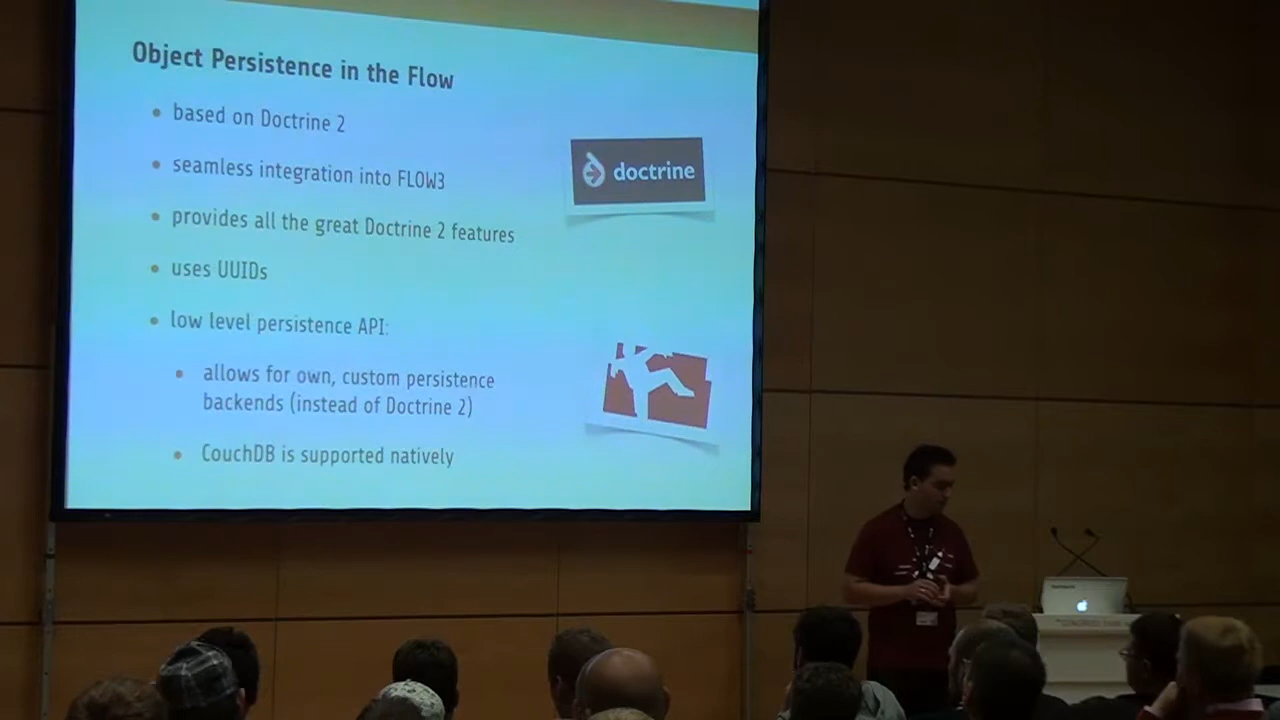 Object Persistence in the Flow
• based on Doctrine 2
• seamless integration into FLOW3
• provides all the great Doctrine 2 features
• uses UUIDs
• low level persistence API:
• allows for own, custom persistence
backends (instead of Doctrine 2)
• CouchDB is supported natively
doctrine